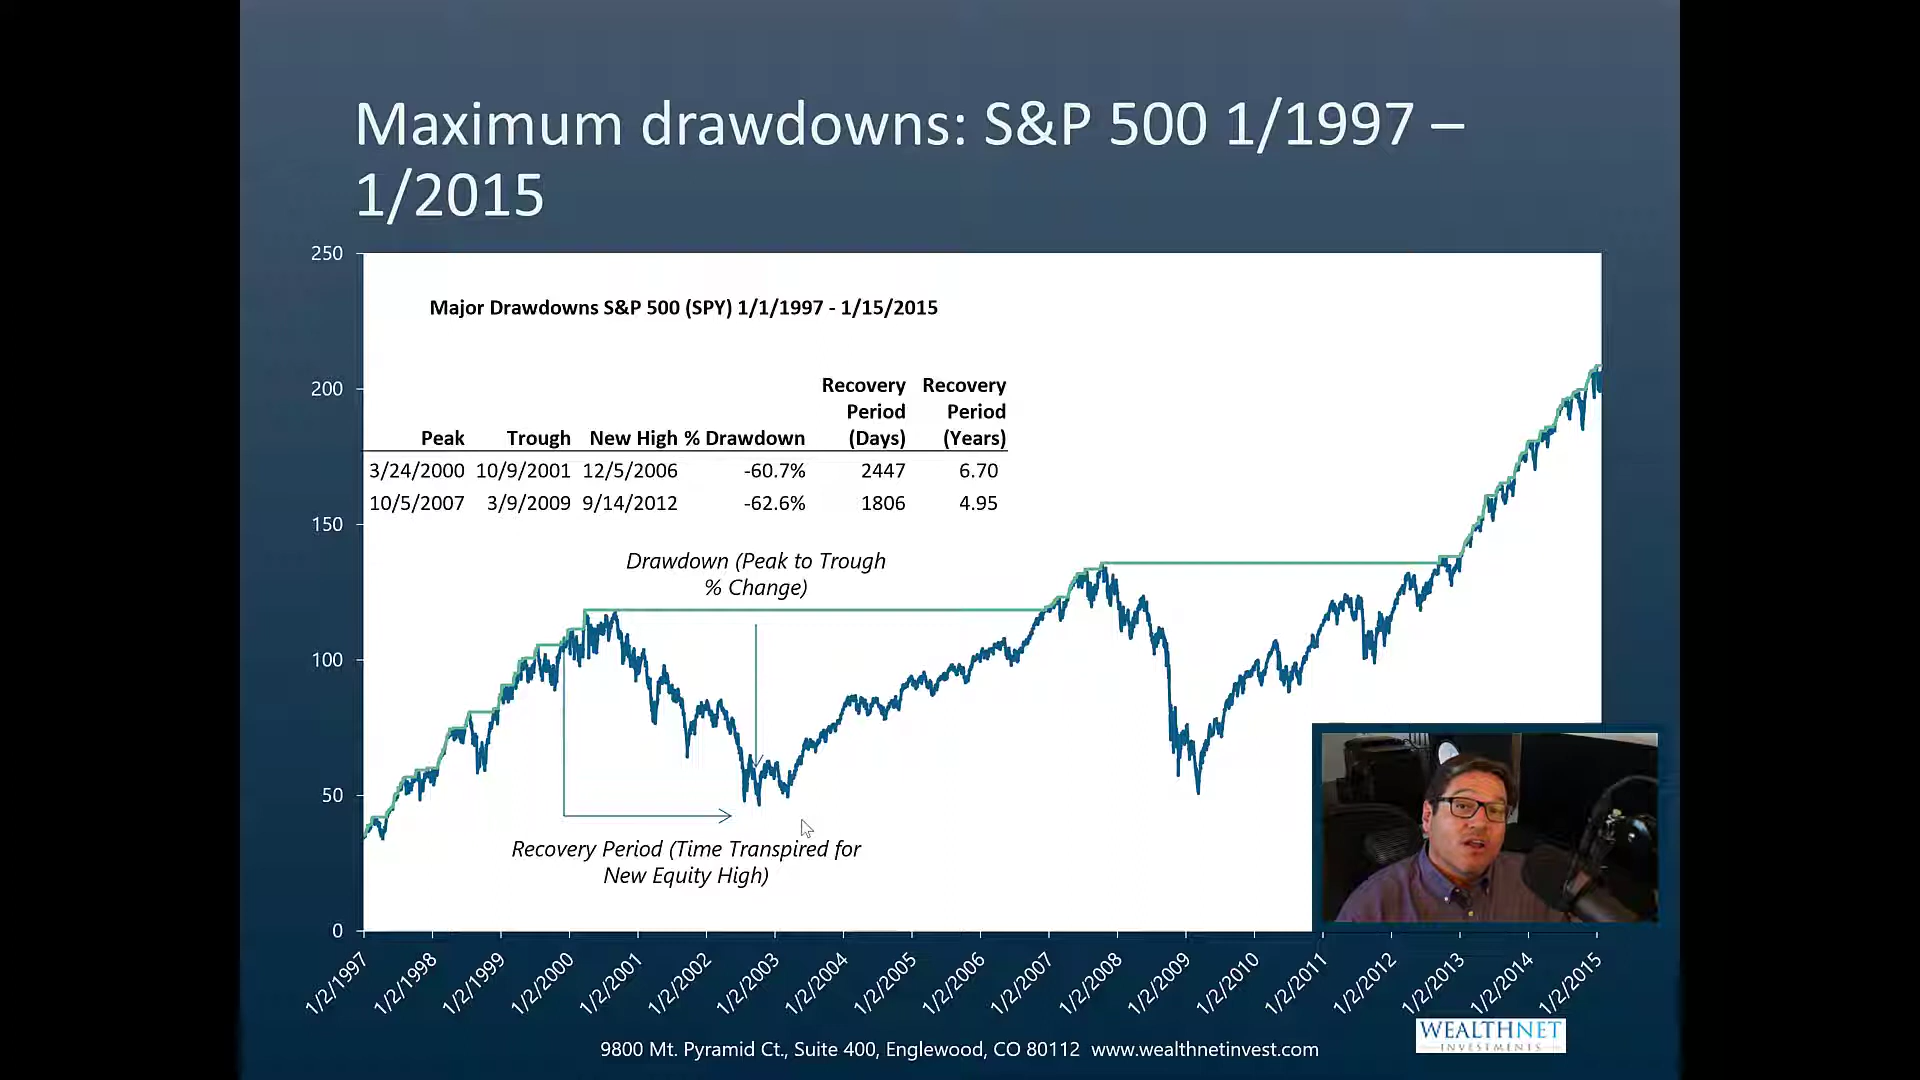 Maximum drawdowns: S&P 500 1/1997 –
1/2015
250
200
150
100
50
0
Major Drawdowns S&P 500 (SPY) 1/1/1997 - 1/15/2015
Peak Trough New High % Drawdown Recovery Period (Days) Recovery Period (Years)
3/24/2000 10/9/2001 12/5/2006 -60.7% 2447 6.70
10/5/2007 3/9/2009 9/14/2012 -62.6% 1806 4.95
Drawdown (Peak to Trough
% Change)
Recovery Period (Time Transpired for
New Equity High)
1/2/1997 1/2/1998 1/2/1999 1/2/2000 1/2/2001 1/2/2002 1/2/2003 1/2/2004 1/2/2005 1/2/2006 1/2/2007 1/2/2008 1/2/2009 1/2/2010 1/2/2011 1/2/2012 1/2/2013 1/2/2014 1/2/2015
WEALTHNET
INVESTMENTS
9800 Mt. Pyramid Ct., Suite 400, Englewood, CO 80112 www.wealthnetinvest.com